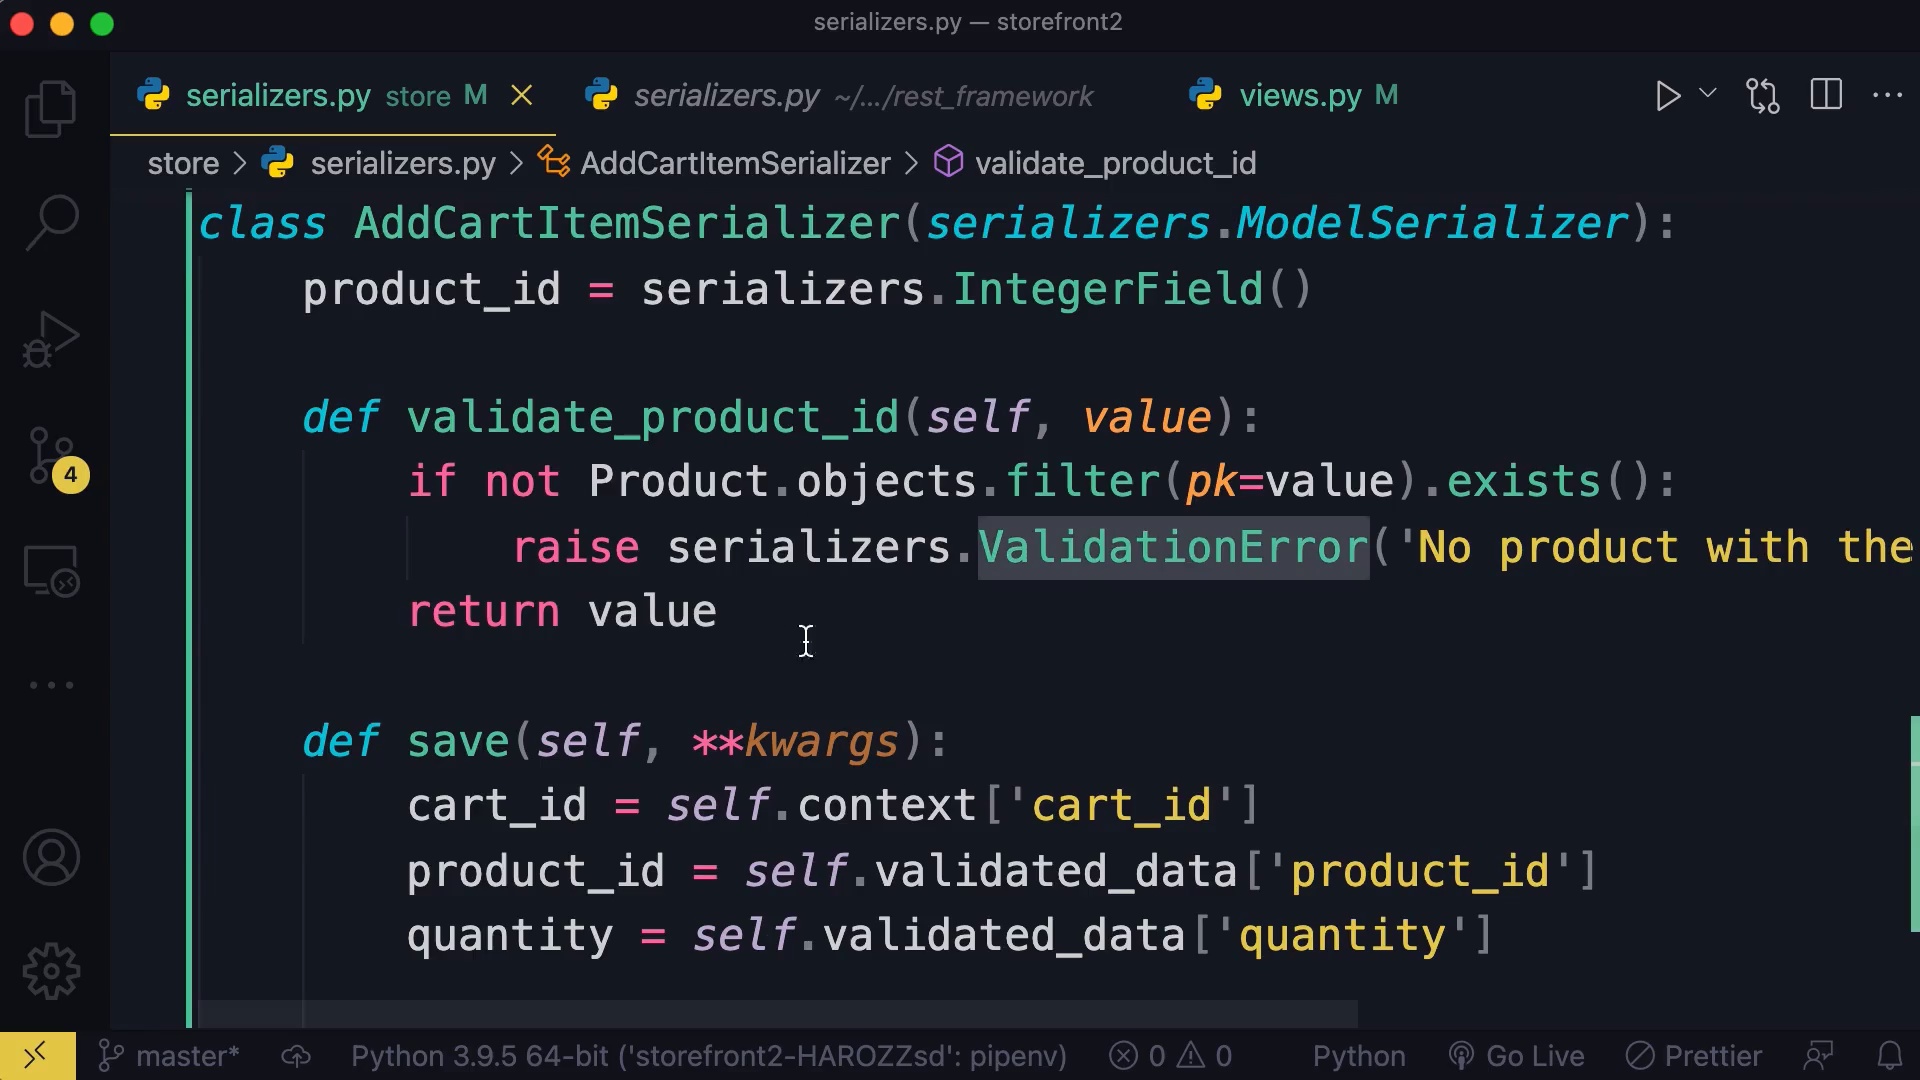 serializers.py — storefront2
serializers.py store M
serializers.py ~/.../rest_framework
views.py M
store > serializers.py > AddCartItemSerializer > validate_product_id
class AddCartItemSerializer(serializers.ModelSerializer):
product_id = serializers.IntegerField()
def validate_product_id(self, value):
if not Product.objects.filter(pk=value).exists():
raise serializers.ValidationError('No product with the
return value
def save(self, **kwargs):
cart_id = self.context['cart_id']
product_id = self.validated_data['product_id']
quantity = self.validated_data['quantity']
4
master* Python 3.9.5 64-bit ('storefront2-HAROZZsd': pipenv) 0 0 Python Go Live Prettier